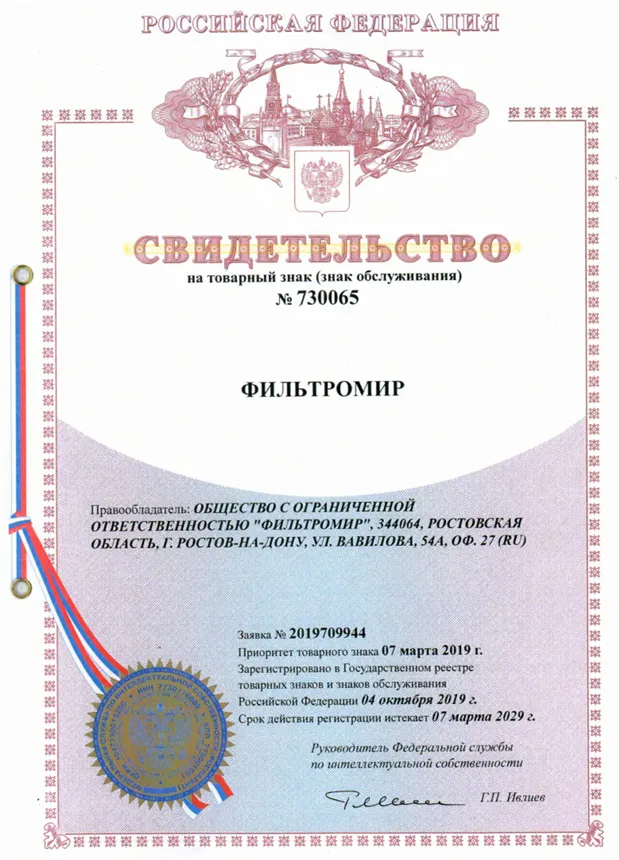 РОССИЙСКАЯ ФЕДЕРАЦИЯ
СВИДЕТЕЛЬСТВО
на товарный знак (знак обслуживания)
№ 730065
ФИЛЬТРОМИР
Правообладатель: ОБЩЕСТВО С ОГРАНИЧЕННОЙ
ОТВЕТСТВЕННОСТЬЮ "ФИЛЬТРОМИР", 344064, РОСТОВСКАЯ
ОБЛАСТЬ, Г. РОСТОВ-НА-ДОНУ, УЛ. ВАВИЛОВА, 54А, ОФ. 27 (RU)
Заявка № 2019709944
Приоритет товарного знака 07 марта 2019 г.
Зарегистрировано в Государственном реестре
товарных знаков и знаков обслуживания
Российской Федерации 04 октября 2019 г.
Срок действия регистрации истекает 07 марта 2029 г.
Руководитель Федеральной службы
по интеллектуальной собственности
Г.П. Ивлиев
ПО ИНТЕЛЛЕКТУАЛЬНОЙ СОБСТВЕННОСТИ